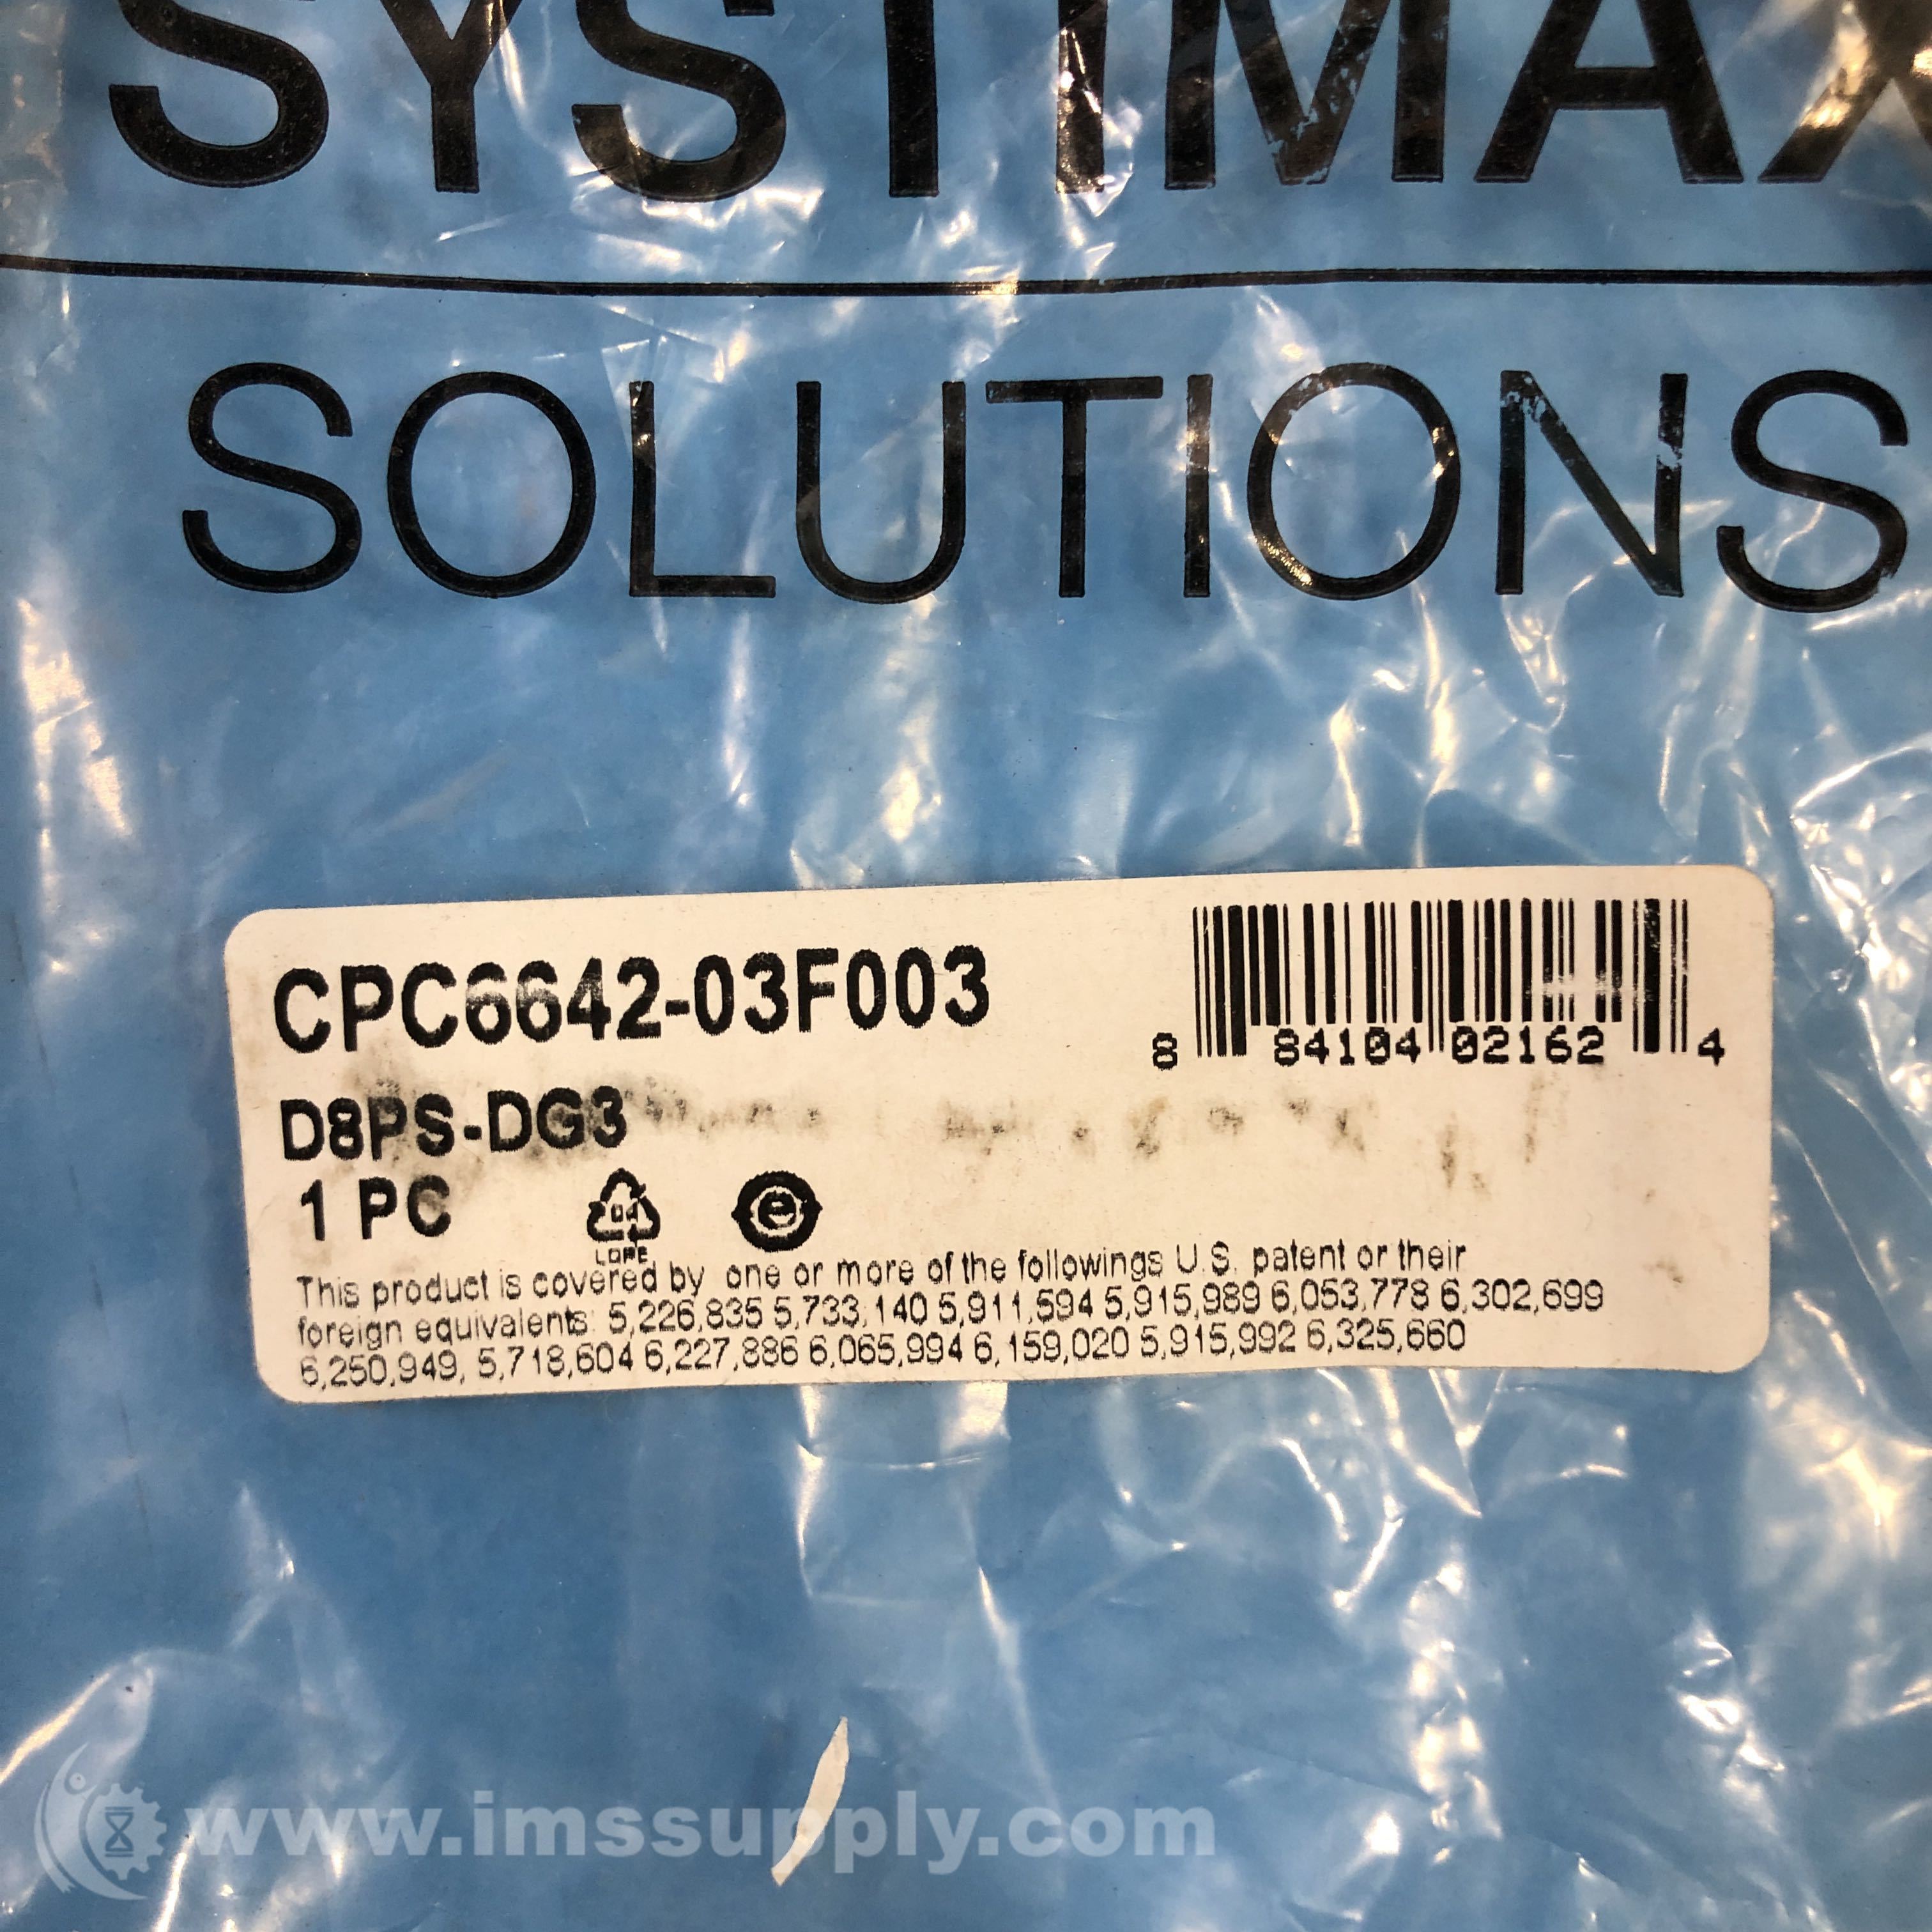 SYSTIMAX
SOLUTIONS
CPC6642-03F003
8 84104 02162 4
D8PS-DG3
1 PC
04
LDPE
e
This product is covered by one or more of the followings U.S. patent or their
foreign equivalents: 5,226,835 5,733,140 5,911,594 5,915,989 6,053,778 6,302,699
6,250,949, 5,718,604 6,227,886 6,065,994 6,159,020 5,915,992 6,325,660
www.imssupply.com